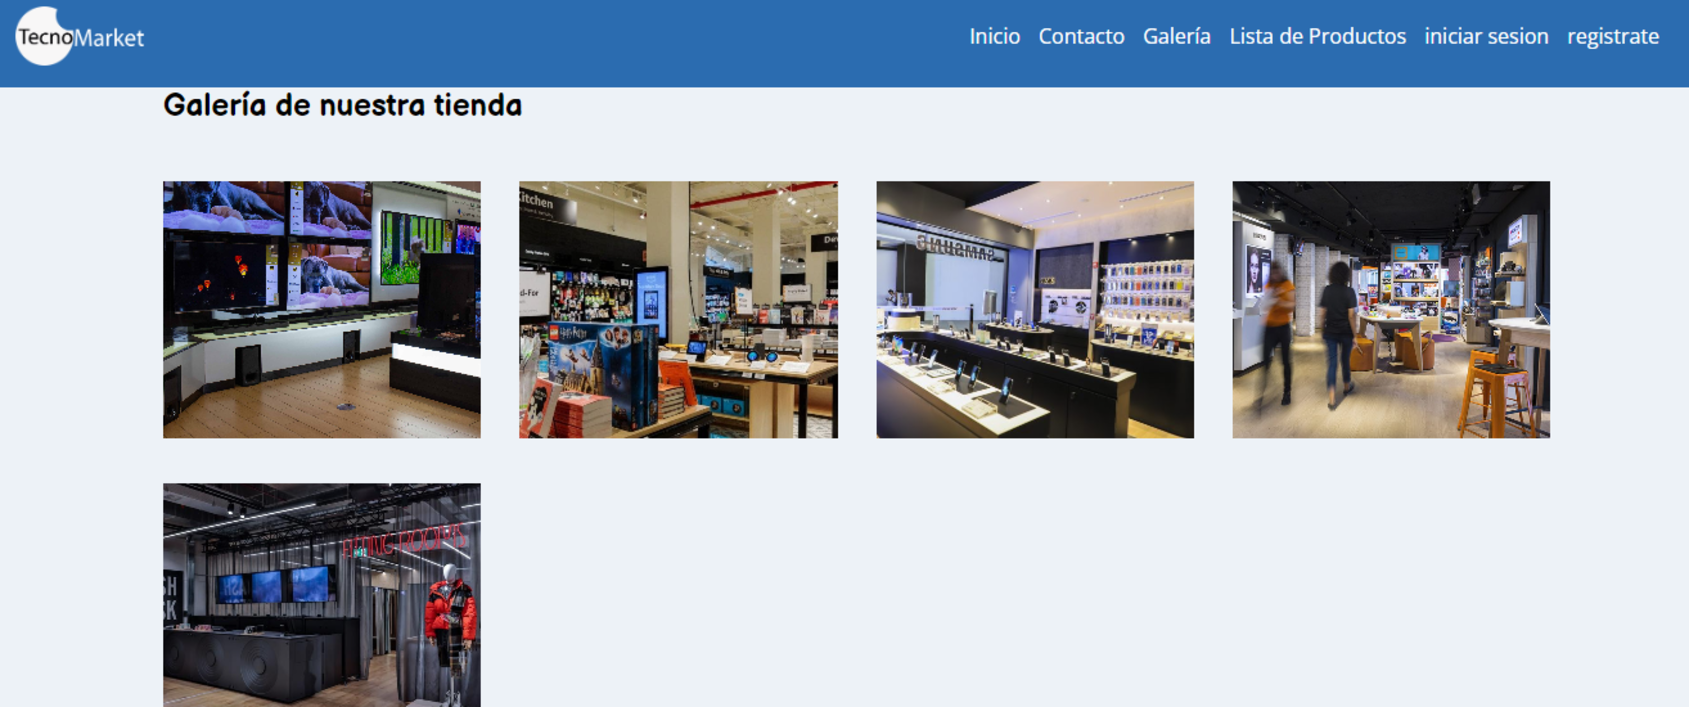 TecnoMarket
Inicio Contacto Galería Lista de Productos iniciar sesion registrate
Galería de nuestra tienda
Kitchen
SAMSUNG
FITTING ROOMS